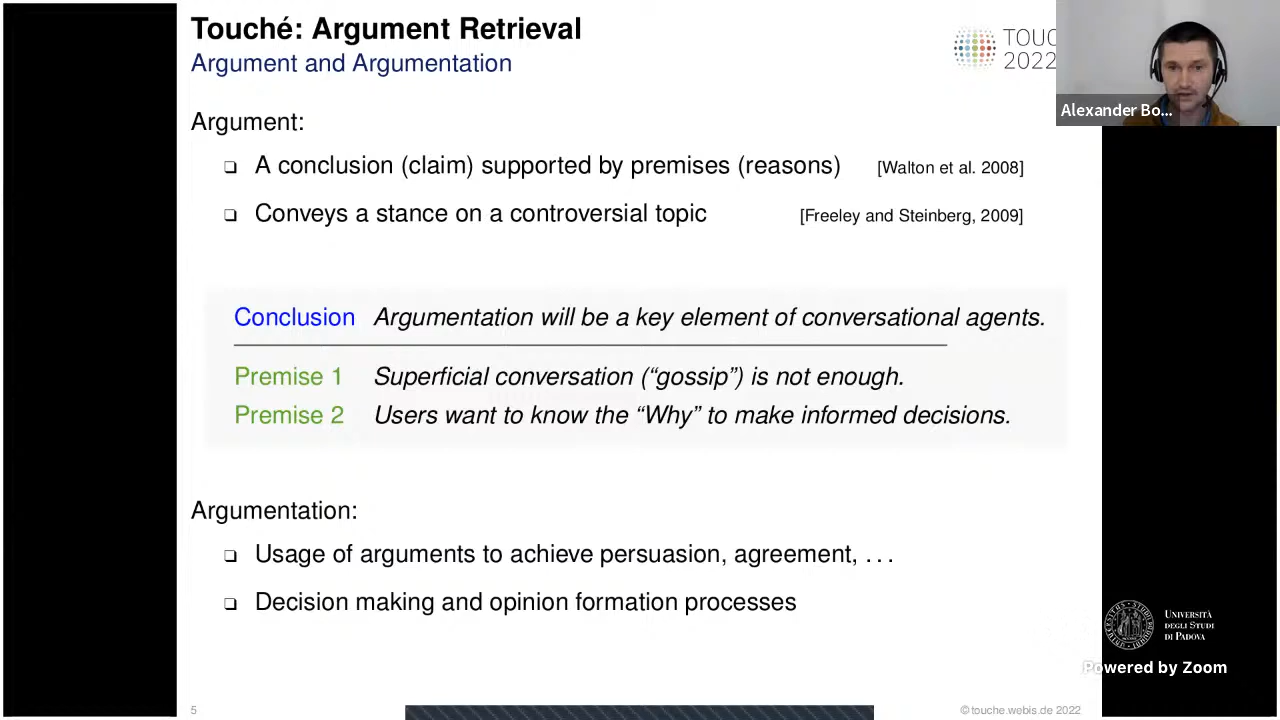 Touché: Argument Retrieval
Argument and Argumentation
TOUC
2022
Alexander Bo...
Argument:
❏ A conclusion (claim) supported by premises (reasons) [Walton et al. 2008]
❏ Conveys a stance on a controversial topic [Freeley and Steinberg, 2009]
Conclusion Argumentation will be a key element of conversational agents.
Premise 1 Superficial conversation (“gossip”) is not enough.
Premise 2 Users want to know the “Why” to make informed decisions.
Argumentation:
❏ Usage of arguments to achieve persuasion, agreement, . . .
❏ Decision making and opinion formation processes
UNIVERSITÀ
DEGLI STUDI
DI PADOVA
Powered by Zoom
5
© touche.webis.de 2022